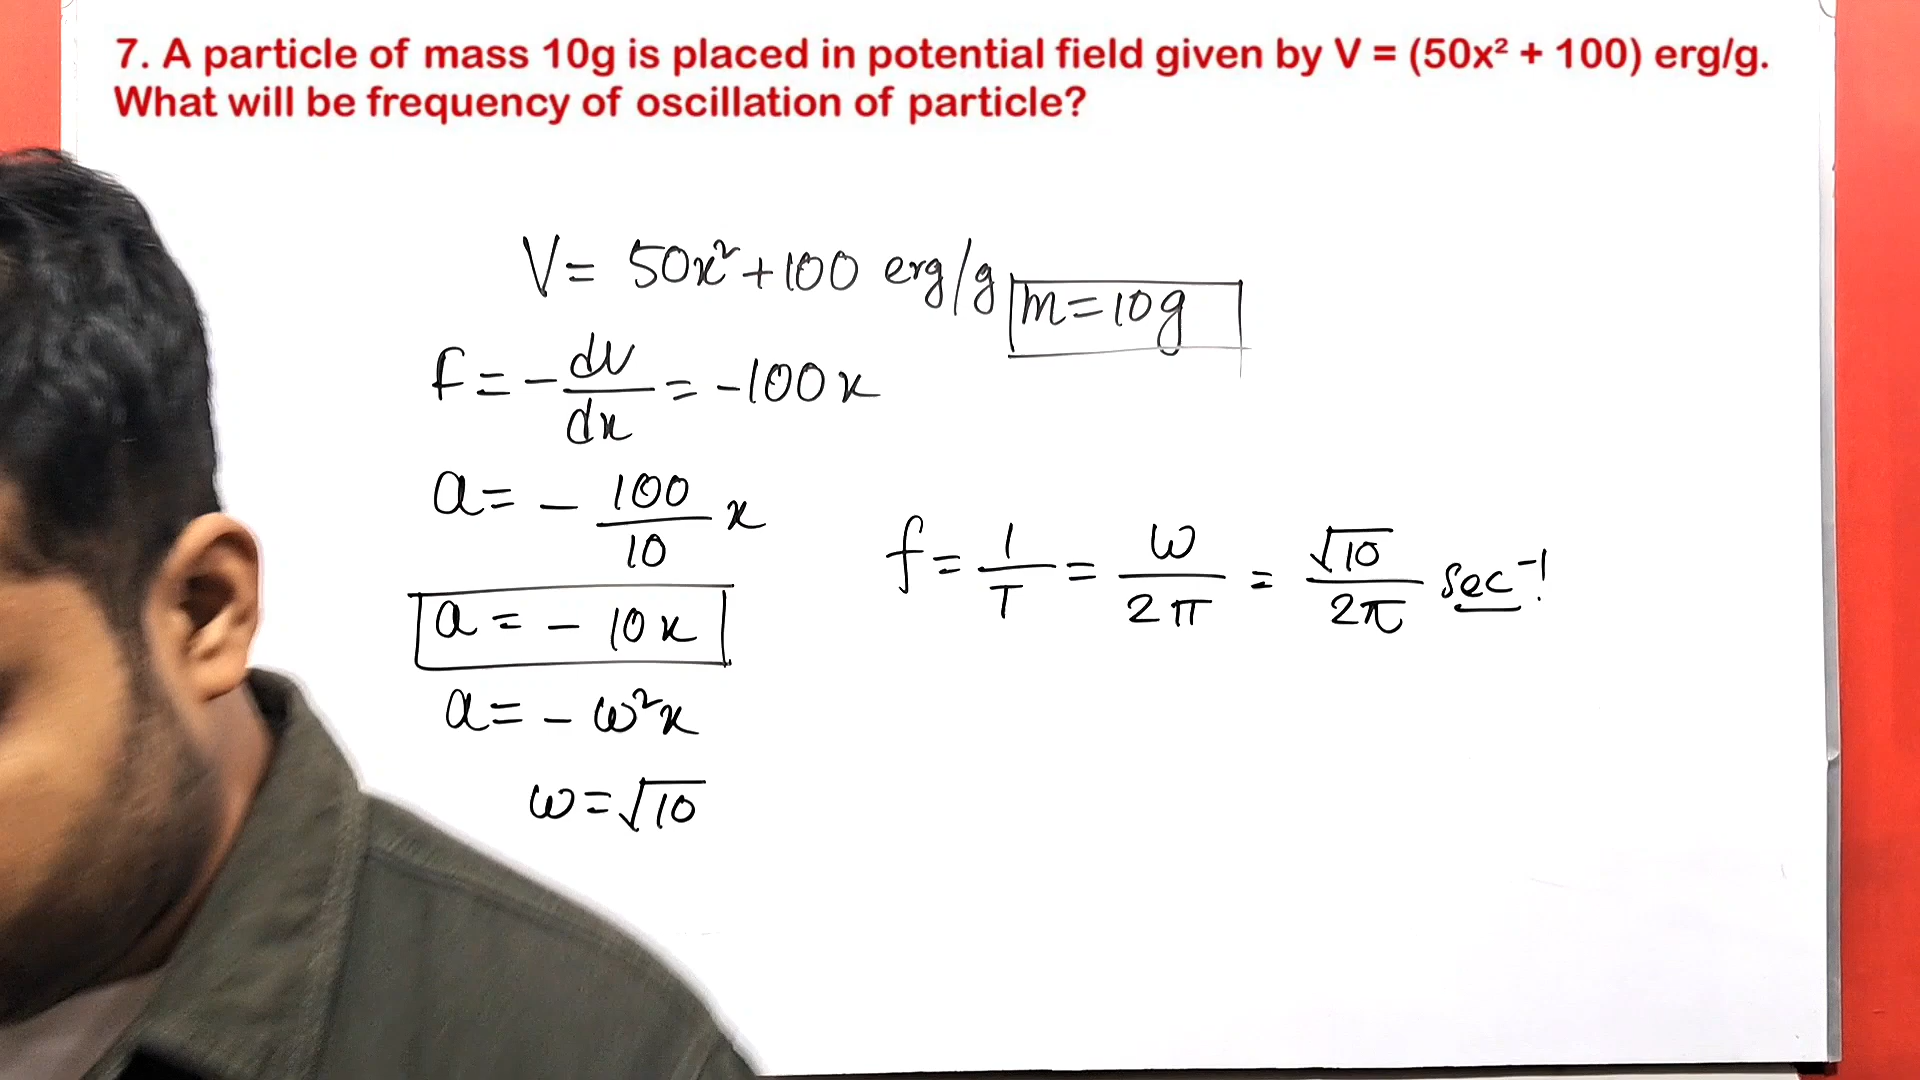 7. A particle of mass 10g is placed in potential field given by V = (50x² + 100) erg/g.
What will be frequency of oscillation of particle?
V = 50x² + 100 erg/g
m = 10g
F = - dv/dx = -100x
a = - 100/10 x
a = - 10x
a = - ω²x
ω = √10
f = 1/T = ω/2π = √10/2π sec⁻¹